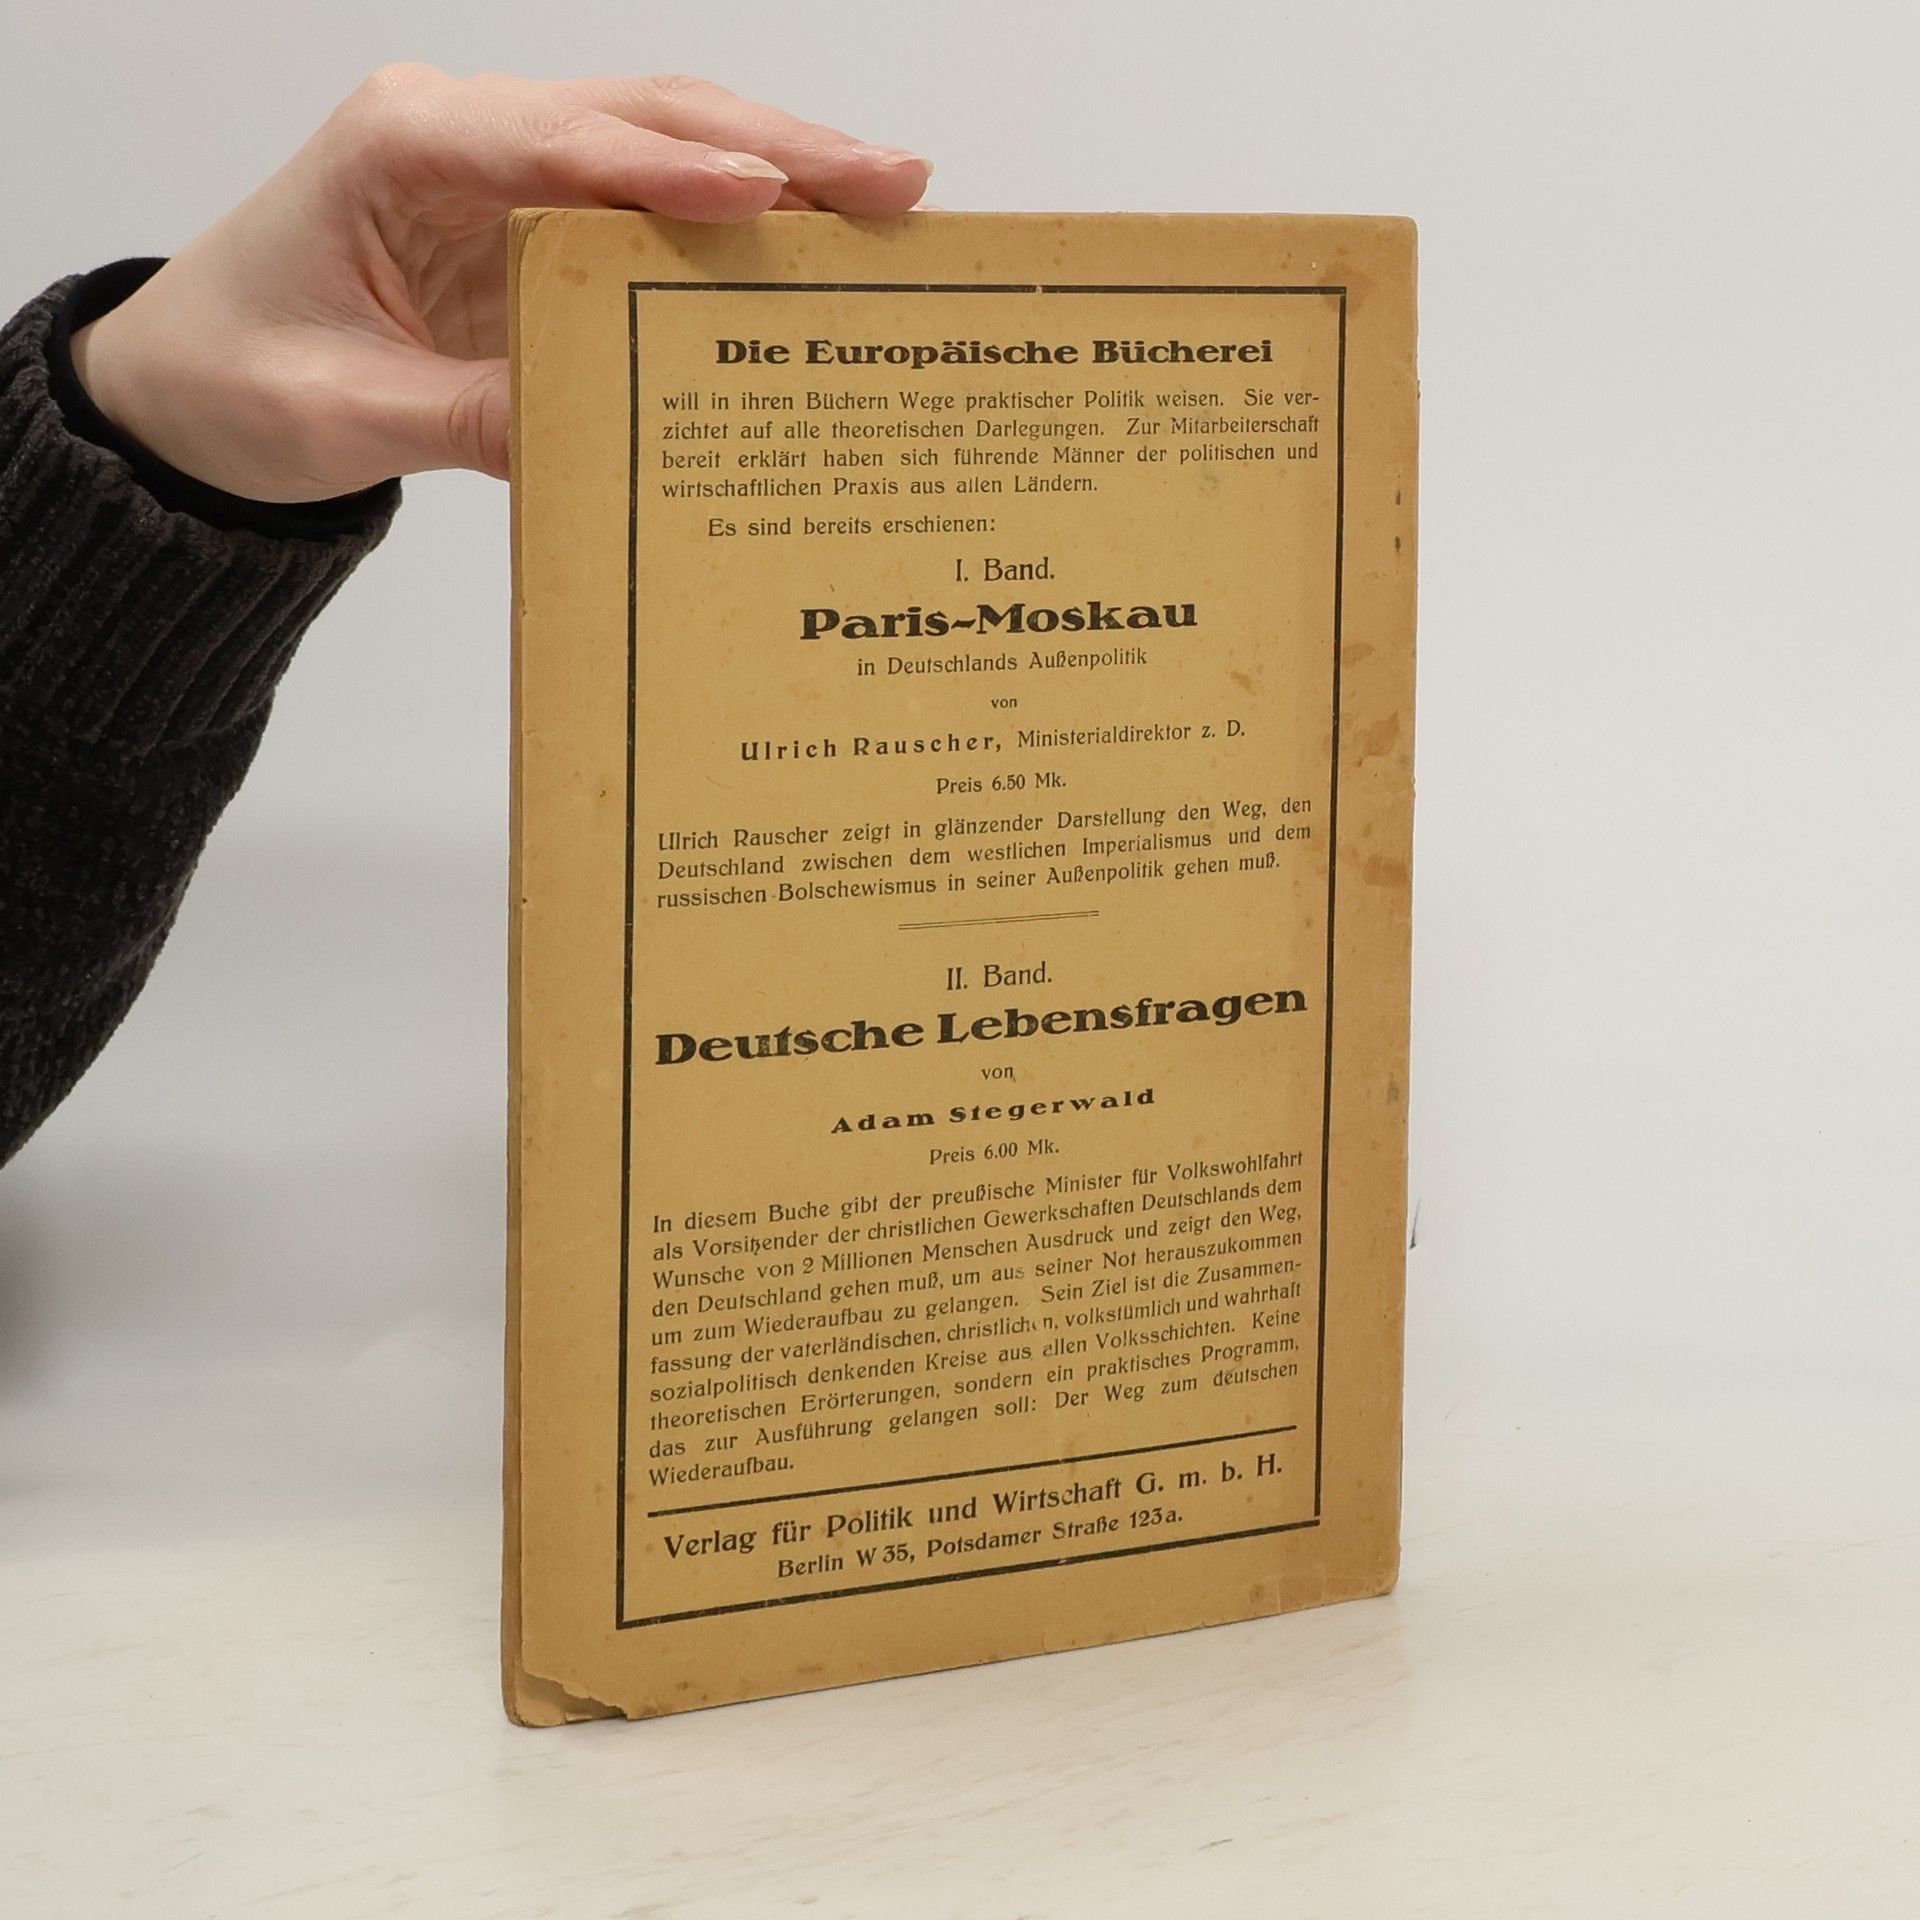 Die Europäische Bücherei
will in ihren Büchern Wege praktischer Politik weisen. Sie ver-
zichtet auf alle theoretischen Darlegungen. Zur Mitarbeiterschaft
bereit erklärt haben sich führende Männer der politischen und
wirtschaftlichen Praxis aus allen Ländern.
Es sind bereits erschienen:
I. Band.
Paris-Moskau
in Deutschlands Außenpolitik
von
Ulrich Rauscher, Ministerialdirektor z. D.
Preis 6.50 Mk.
Ulrich Rauscher zeigt in glänzender Darstellung den Weg, den
Deutschland zwischen dem westlichen Imperialismus und dem
russischen Bolschewismus in seiner Außenpolitik gehen muß.
II. Band.
Deutsche Lebensfragen
von
Adam Stegerwald
Preis 6.00 Mk.
In diesem Buche gibt der preußische Minister für Volkswohlfahrt
als Vorsitzender der christlichen Gewerkschaften Deutschlands dem
Wunsche von 2 Millionen Menschen Ausdruck und zeigt den Weg,
den Deutschland gehen muß, um aus seiner Not herauszukommen
um zum Wiederaufbau zu gelangen. Sein Ziel ist die Zusammen-
fassung der vaterländischen, christlichen, volkstümlich und wahrhaft
sozialpolitisch denkenden Kreise aus allen Volksschichten. Keine
theoretischen Erörterungen, sondern ein praktisches Programm,
das zur Ausführung gelangen soll: Der Weg zum deutschen
Wiederaufbau.
Verlag für Politik und Wirtschaft G. m. b. H.
Berlin W 35, Potsdamer Straße 123a.